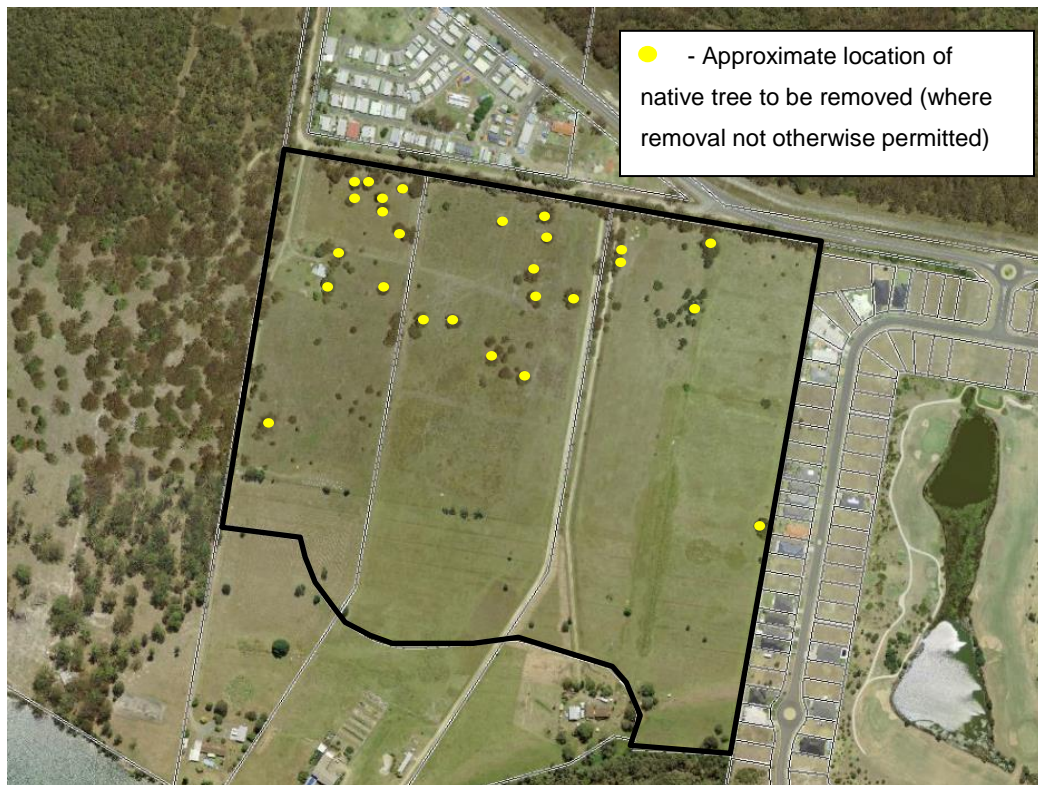 - Approximate location of
native tree to be removed (where
removal not otherwise permitted)